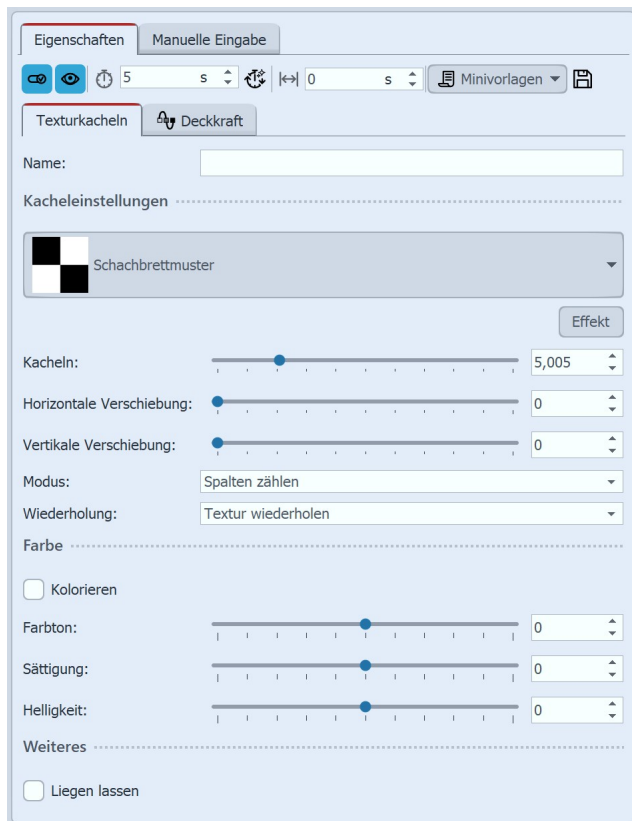 Eigenschaften Manuelle Eingabe
5 s 0 s Minivorlagen
Texturkacheln Deckkraft
Name:
Kacheleinstellungen
Schachbrettmuster
Effekt
Kacheln: 5,005
Horizontale Verschiebung: 0
Vertikale Verschiebung: 0
Modus: Spalten zählen
Wiederholung: Textur wiederholen
Farbe
Kolorieren
Farbton: 0
Sättigung: 0
Helligkeit: 0
Weiteres
Liegen lassen